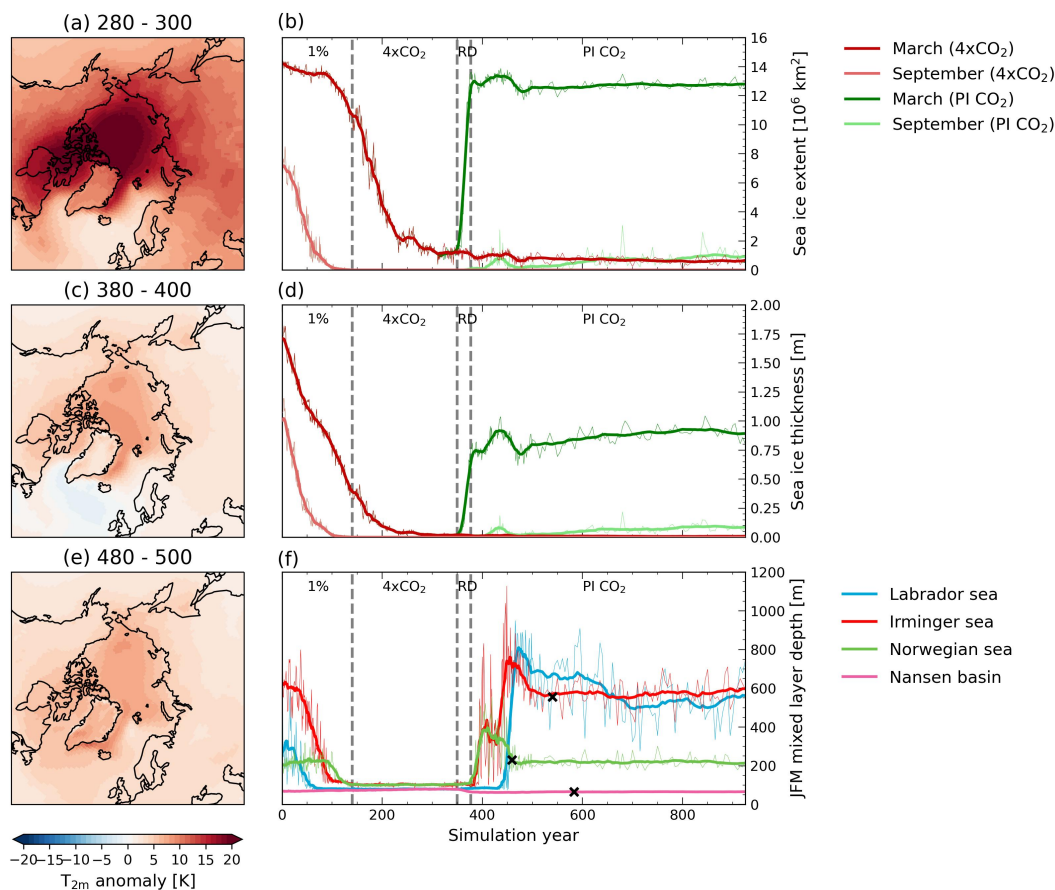 (a) 280 - 300
(b)
1% 4xCO₂ RD PI CO₂
16
14
12
10
8
6
4
2
0
Sea ice extent [10⁶ km²]
March (4xCO₂)
September (4xCO₂)
March (PI CO₂)
September (PI CO₂)
(c) 380 - 400
(d)
1% 4xCO₂ RD PI CO₂
2.00
1.75
1.50
1.25
1.00
0.75
0.50
0.25
0.00
Sea ice thickness [m]
(e) 480 - 500
(f)
1% 4xCO₂ RD PI CO₂
1200
1000
800
600
400
200
0
JFM mixed layer depth [m]
Labrador sea
Irminger sea
Norwegian sea
Nansen basin
0 200 400 600 800
Simulation year
−20 −15 −10 −5 0 5 10 15 20
T₂ₘ anomaly [K]